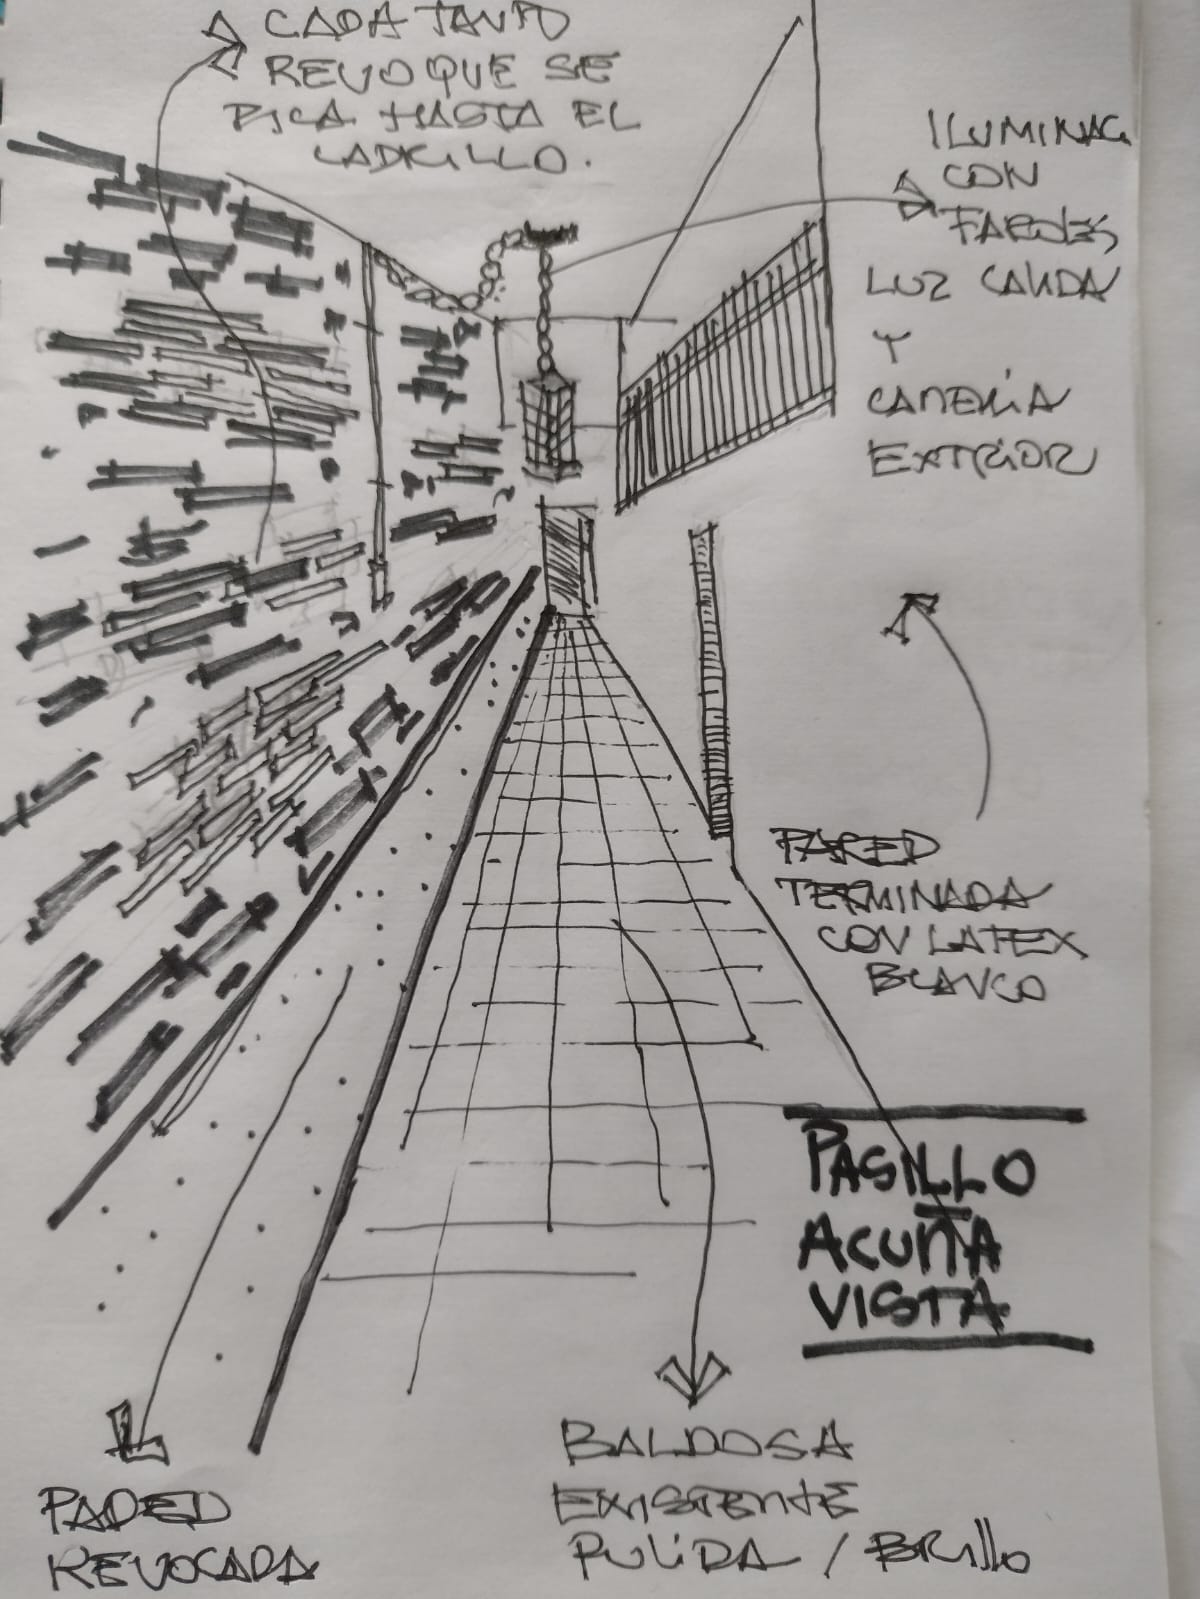 CADA TANTO
REVOQUE SE
PICA HASTA EL
LADRILLO.
ILUMINAC
CON
FAROLES,
LUZ CALIDA
Y
CAÑERIA
EXTRIOR
PARED
TERMINADA
CON LATEX
BLANCO
PASILLO
ACUÑA
VISTA
PARED
REVOCADA
BALDOSA
EXISTENTE
PULIDA / BRILLO